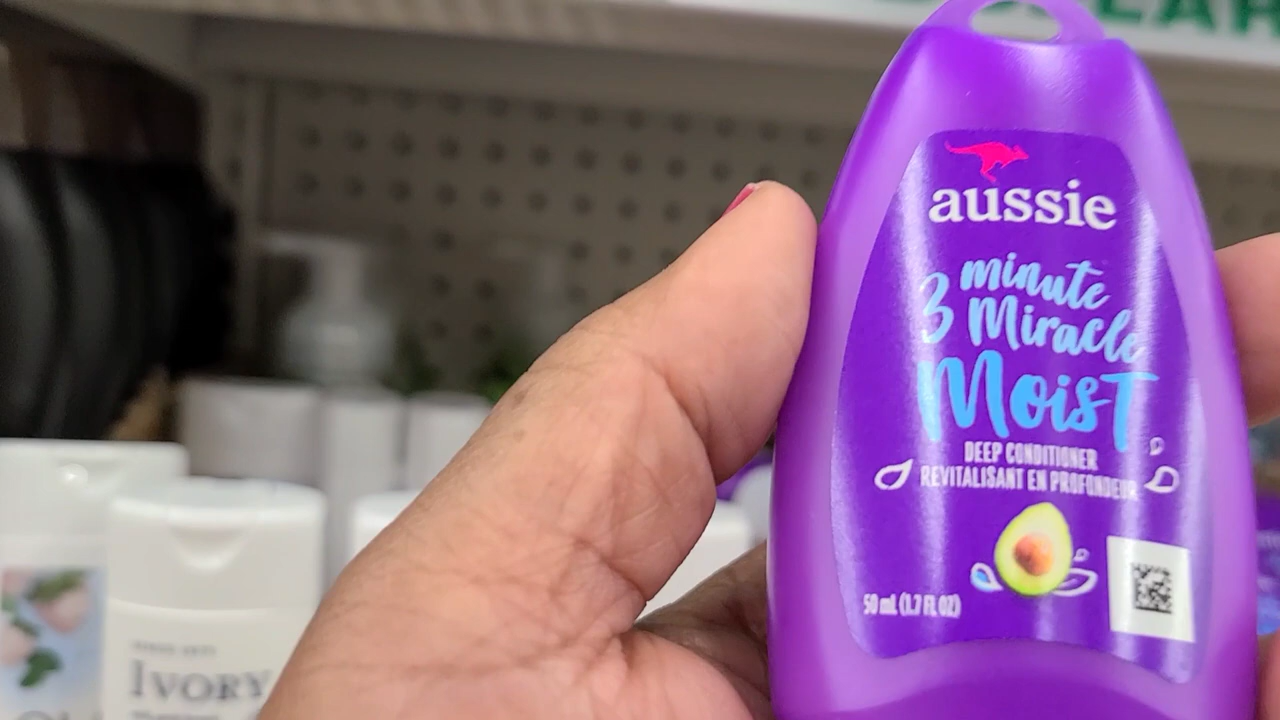 aussie
3 minute
Miracle
Moist
DEEP CONDITIONER
REVITALISANT EN PROFONDEUR
50 mL (1.7 FL OZ)
IVORY